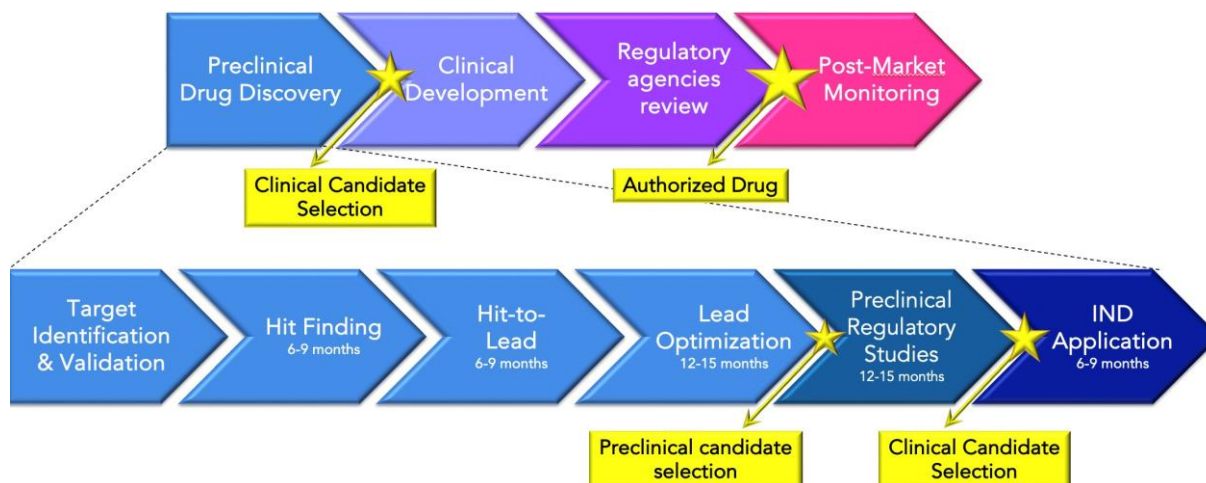 Preclinical
Drug Discovery
Clinical
Development
Regulatory
agencies
review
Post-Market
Monitoring
Clinical Candidate
Selection
Authorized Drug
Target
Identification
& Validation
Hit Finding
6-9 months
Hit-to-
Lead
6-9 months
Lead
Optimization
12-15 months
Preclinical
Regulatory
Studies
12-15 months
IND
Application
6-9 months
Preclinical candidate
selection
Clinical Candidate
Selection